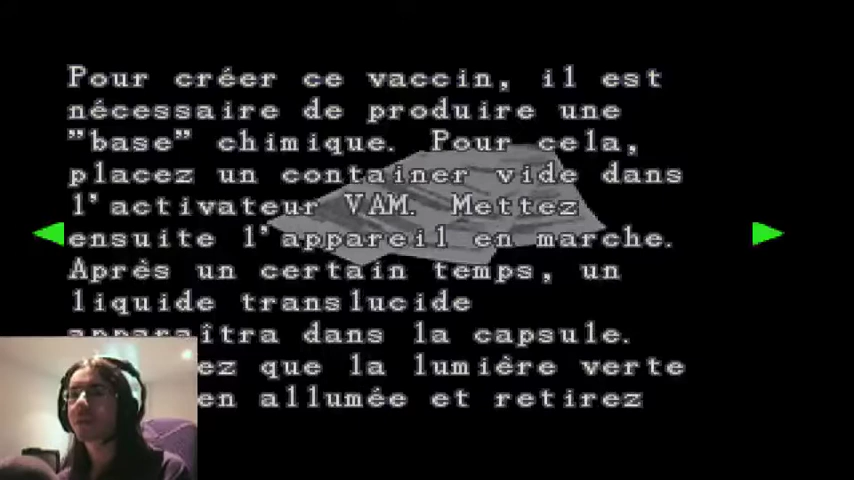 Pour créer ce vaccin, il est
nécessaire de produire une
"base" chimique. Pour cela,
placez un container vide dans
l'activateur VAM. Mettez
ensuite l'appareil en marche.
Après un certain temps, un
liquide translucide
apparaîtra dans la capsule.
ez que la lumière verte
en allumée et retirez